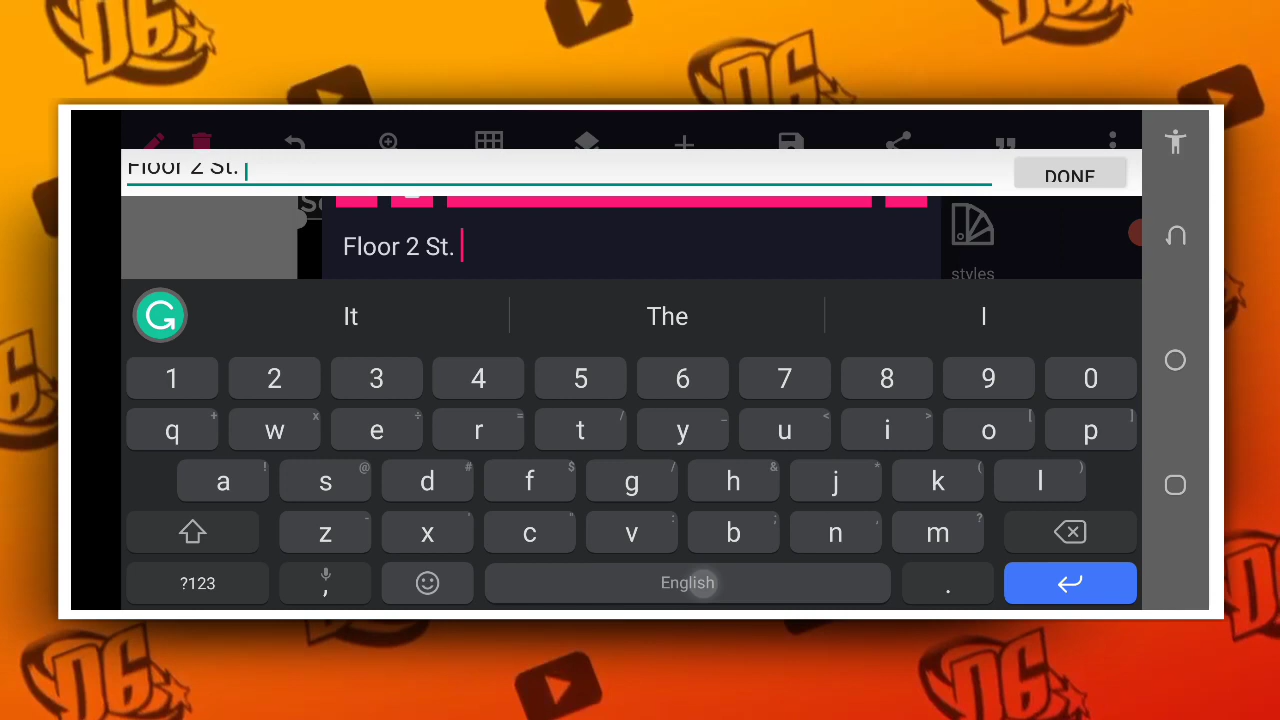 Floor 2 St.
DONE
Floor 2 St.
styles
It The I
1 2 3 4 5 6 7 8 9 0
q w e r t y u i o p
a s d f g h j k l
z x c v b n m
?123 , English .